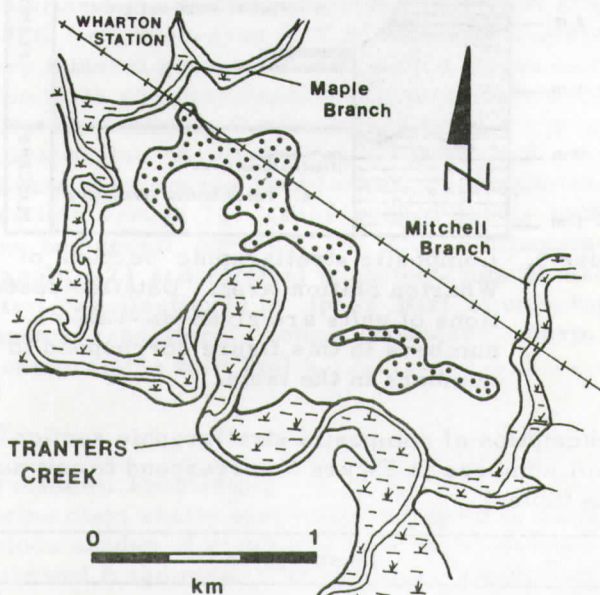 WHARTON
STATION
Maple
Branch
N
Mitchell
Branch
TRANTERS
CREEK
0 1
km